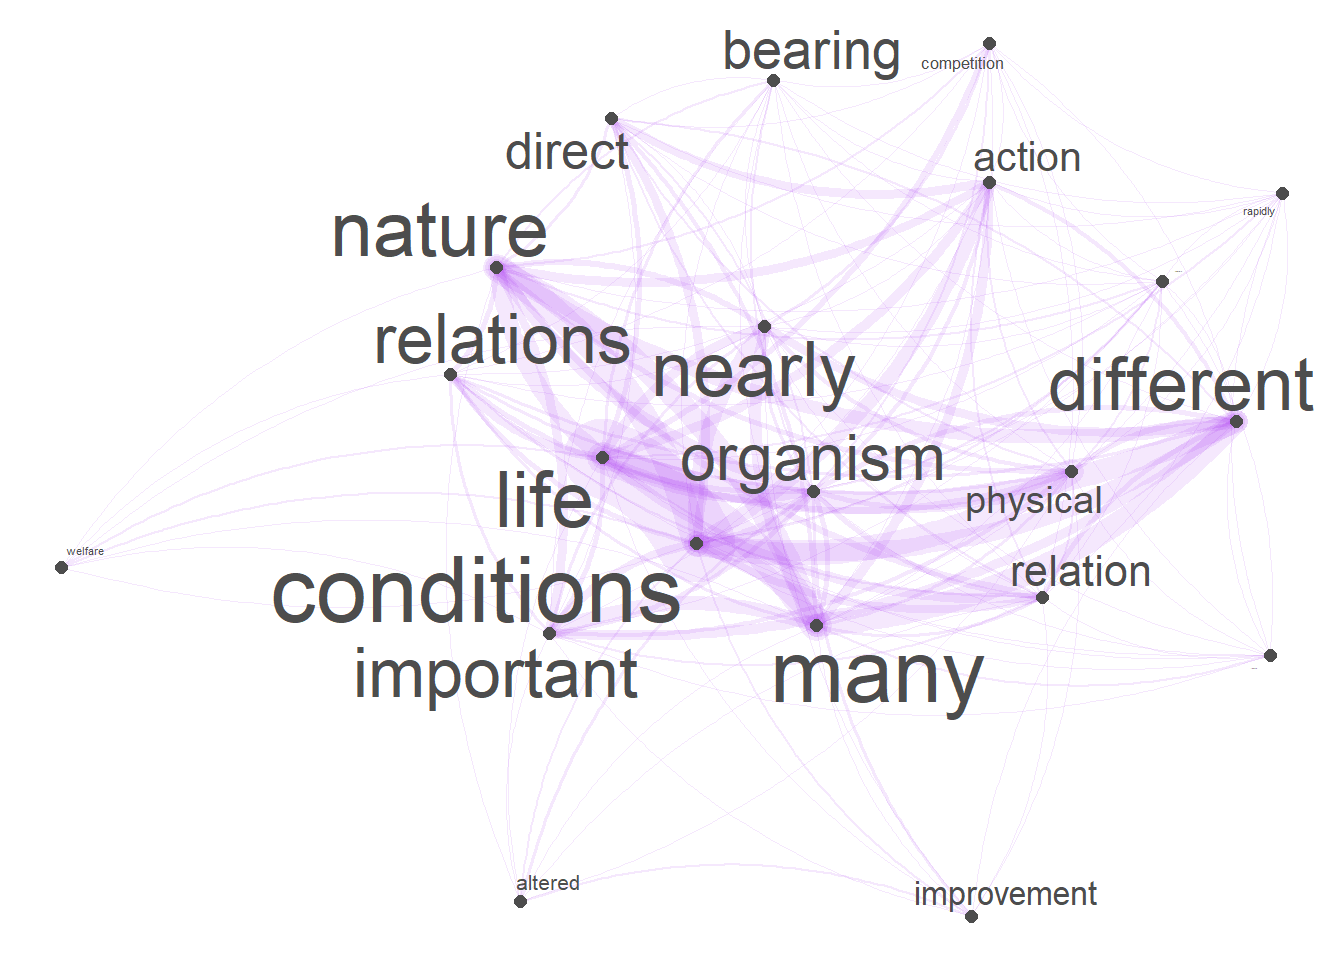 bearing
competition
direct
action
nature
rapidly
relations
nearly
different
organism
life
physical
welfare
relation
conditions
important
many
altered
improvement